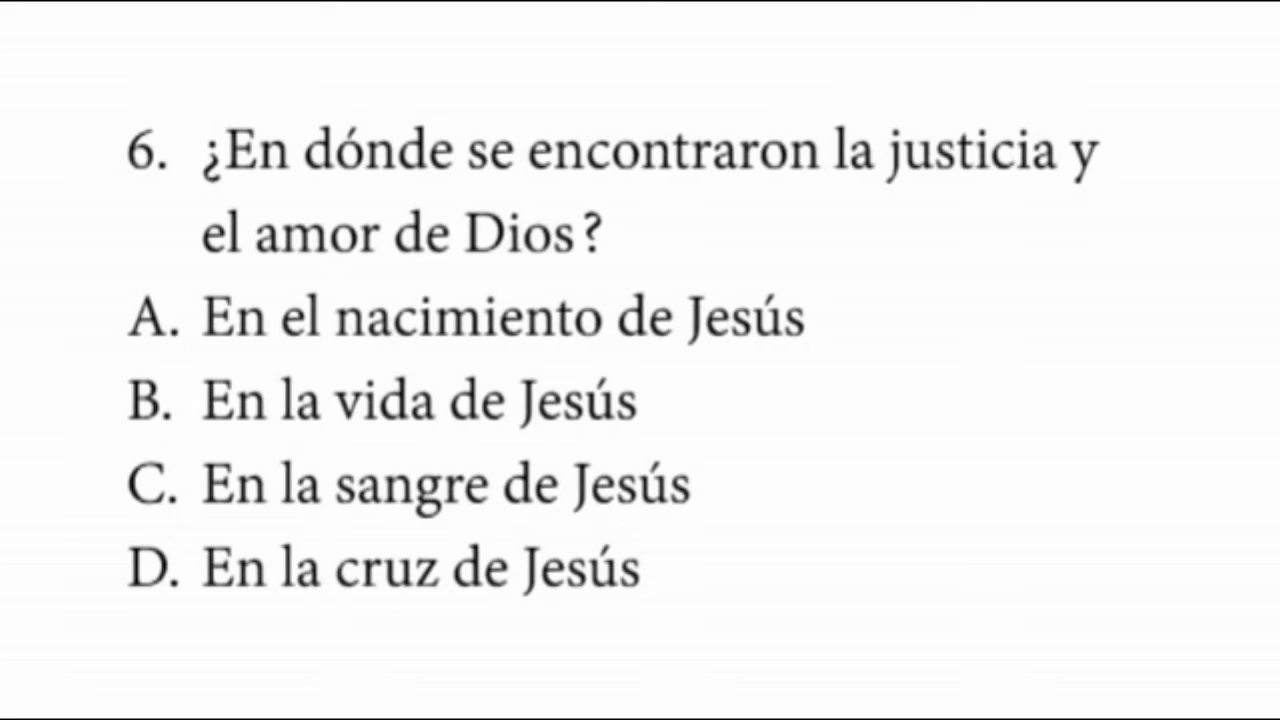 6. ¿En dónde se encontraron la justicia y
el amor de Dios?
A. En el nacimiento de Jesús
B. En la vida de Jesús
C. En la sangre de Jesús
D. En la cruz de Jesús